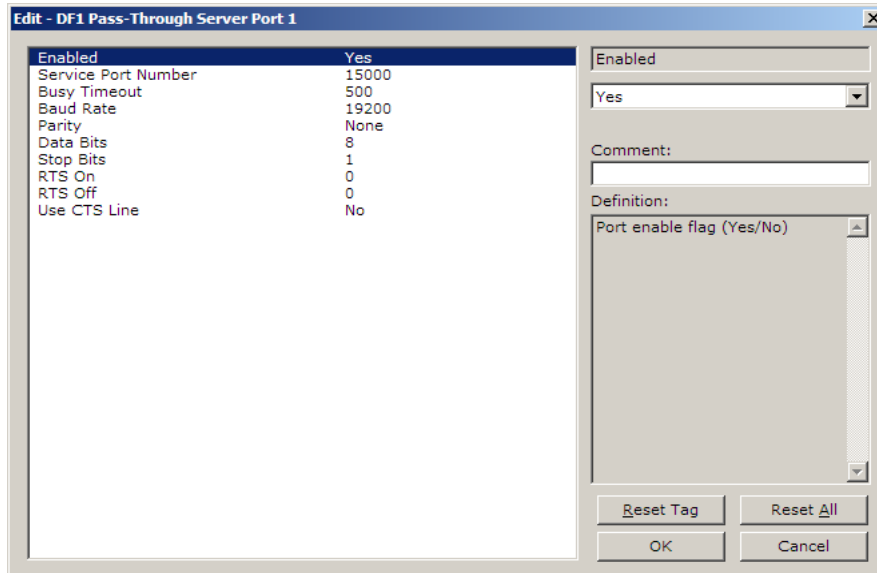 Edit - DF1 Pass-Through Server Port 1
Enabled Yes
Service Port Number 15000
Busy Timeout 500
Baud Rate 19200
Parity None
Data Bits 8
Stop Bits 1
RTS On 0
RTS Off 0
Use CTS Line No
Enabled
Yes
Comment:
Definition:
Port enable flag (Yes/No)
Reset Tag Reset All
OK Cancel